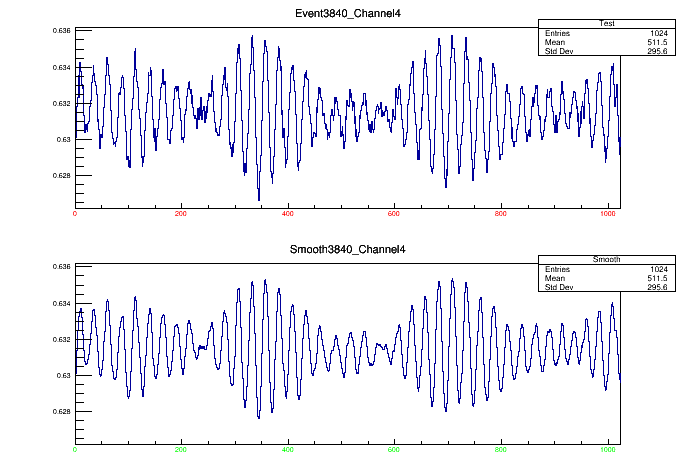 Event3840_Channel4
Test
Entries 1024
Mean 511.5
Std Dev 295.6
0.636
0.634
0.632
0.63
0.628
0 200 400 600 800 1000
Smooth3840_Channel4
Smooth
Entries 1024
Mean 511.5
Std Dev 295.6
0.636
0.634
0.632
0.63
0.628
0 200 400 600 800 1000